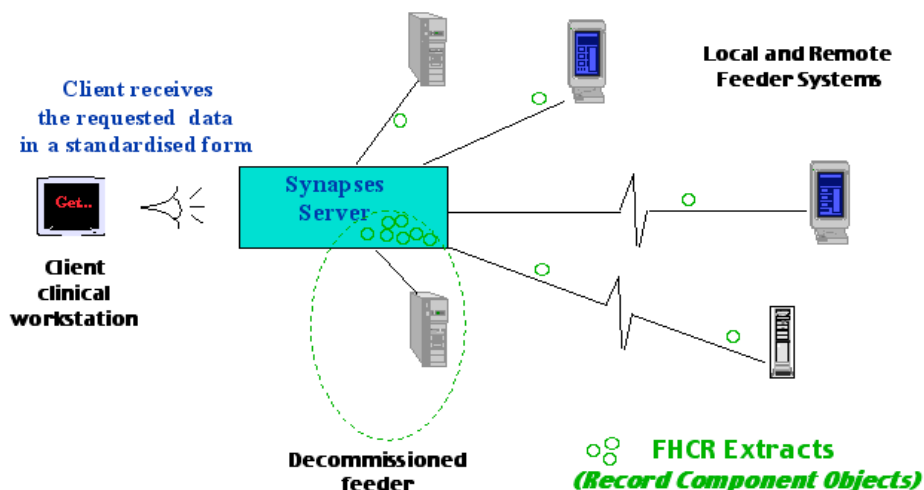 Local and Remote
Feeder Systems
Client receives
the requested data
in a standardised form
Synapses
Server
Get..
Client
clinical
workstation
Decommissioned
feeder
FHCR Extracts
(Record Component Objects)